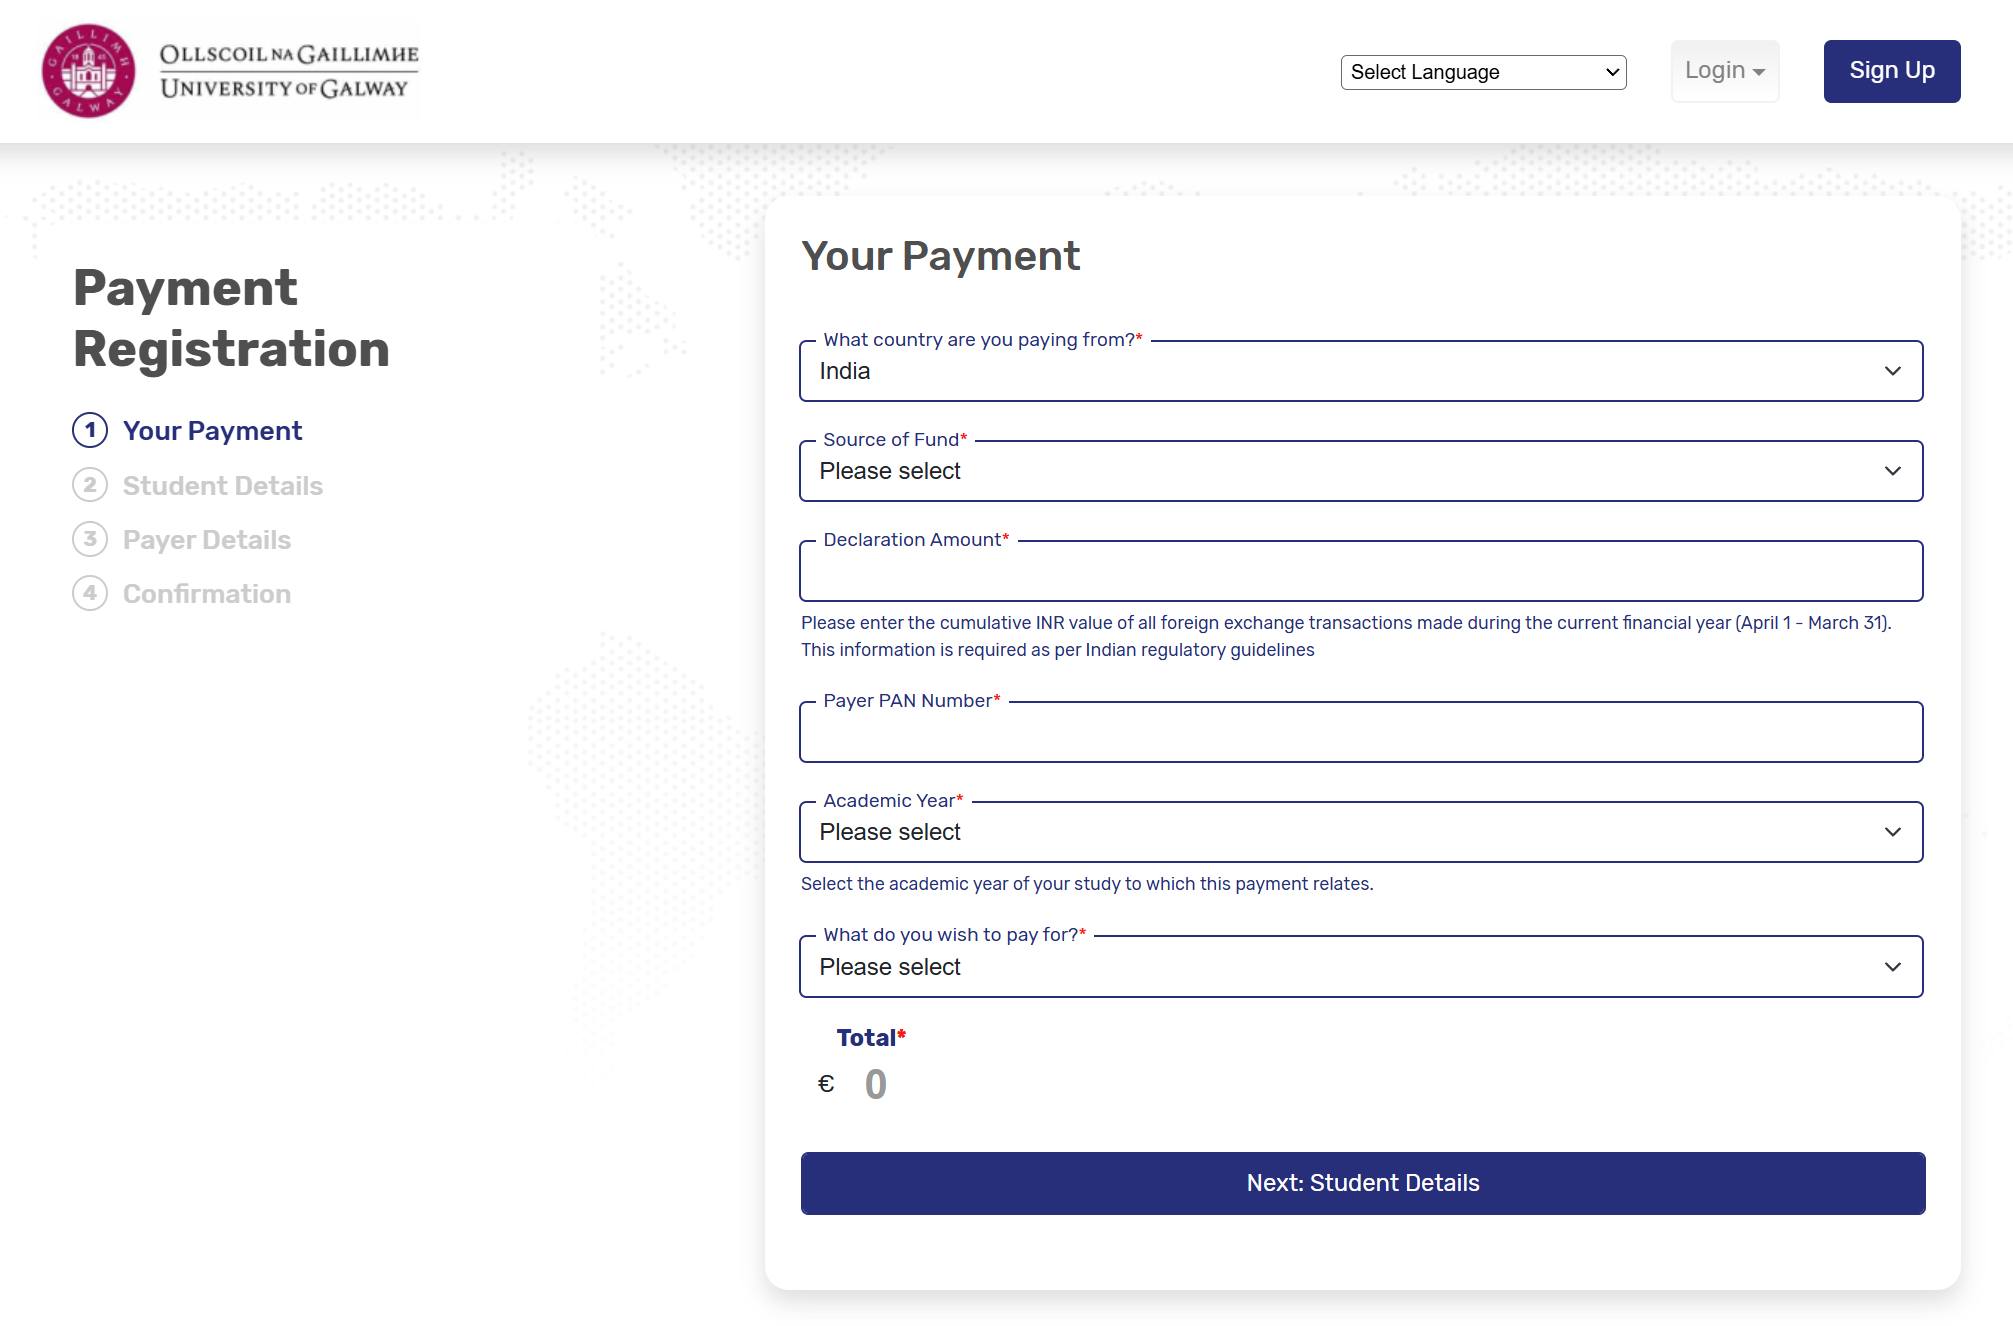 GAILLIMH
1845
GALWAY
OLLSCOIL NA GAILLIMHE
UNIVERSITY OF GALWAY
Select Language
Login
Sign Up
Payment
Registration
1 Your Payment
2 Student Details
3 Payer Details
4 Confirmation
Your Payment
What country are you paying from?*
India
Source of Fund*
Please select
Declaration Amount*
Please enter the cumulative INR value of all foreign exchange transactions made during the current financial year (April 1 - March 31).
This information is required as per Indian regulatory guidelines
Payer PAN Number*
Academic Year*
Please select
Select the academic year of your study to which this payment relates.
What do you wish to pay for?*
Please select
Total*
€ 0
Next: Student Details